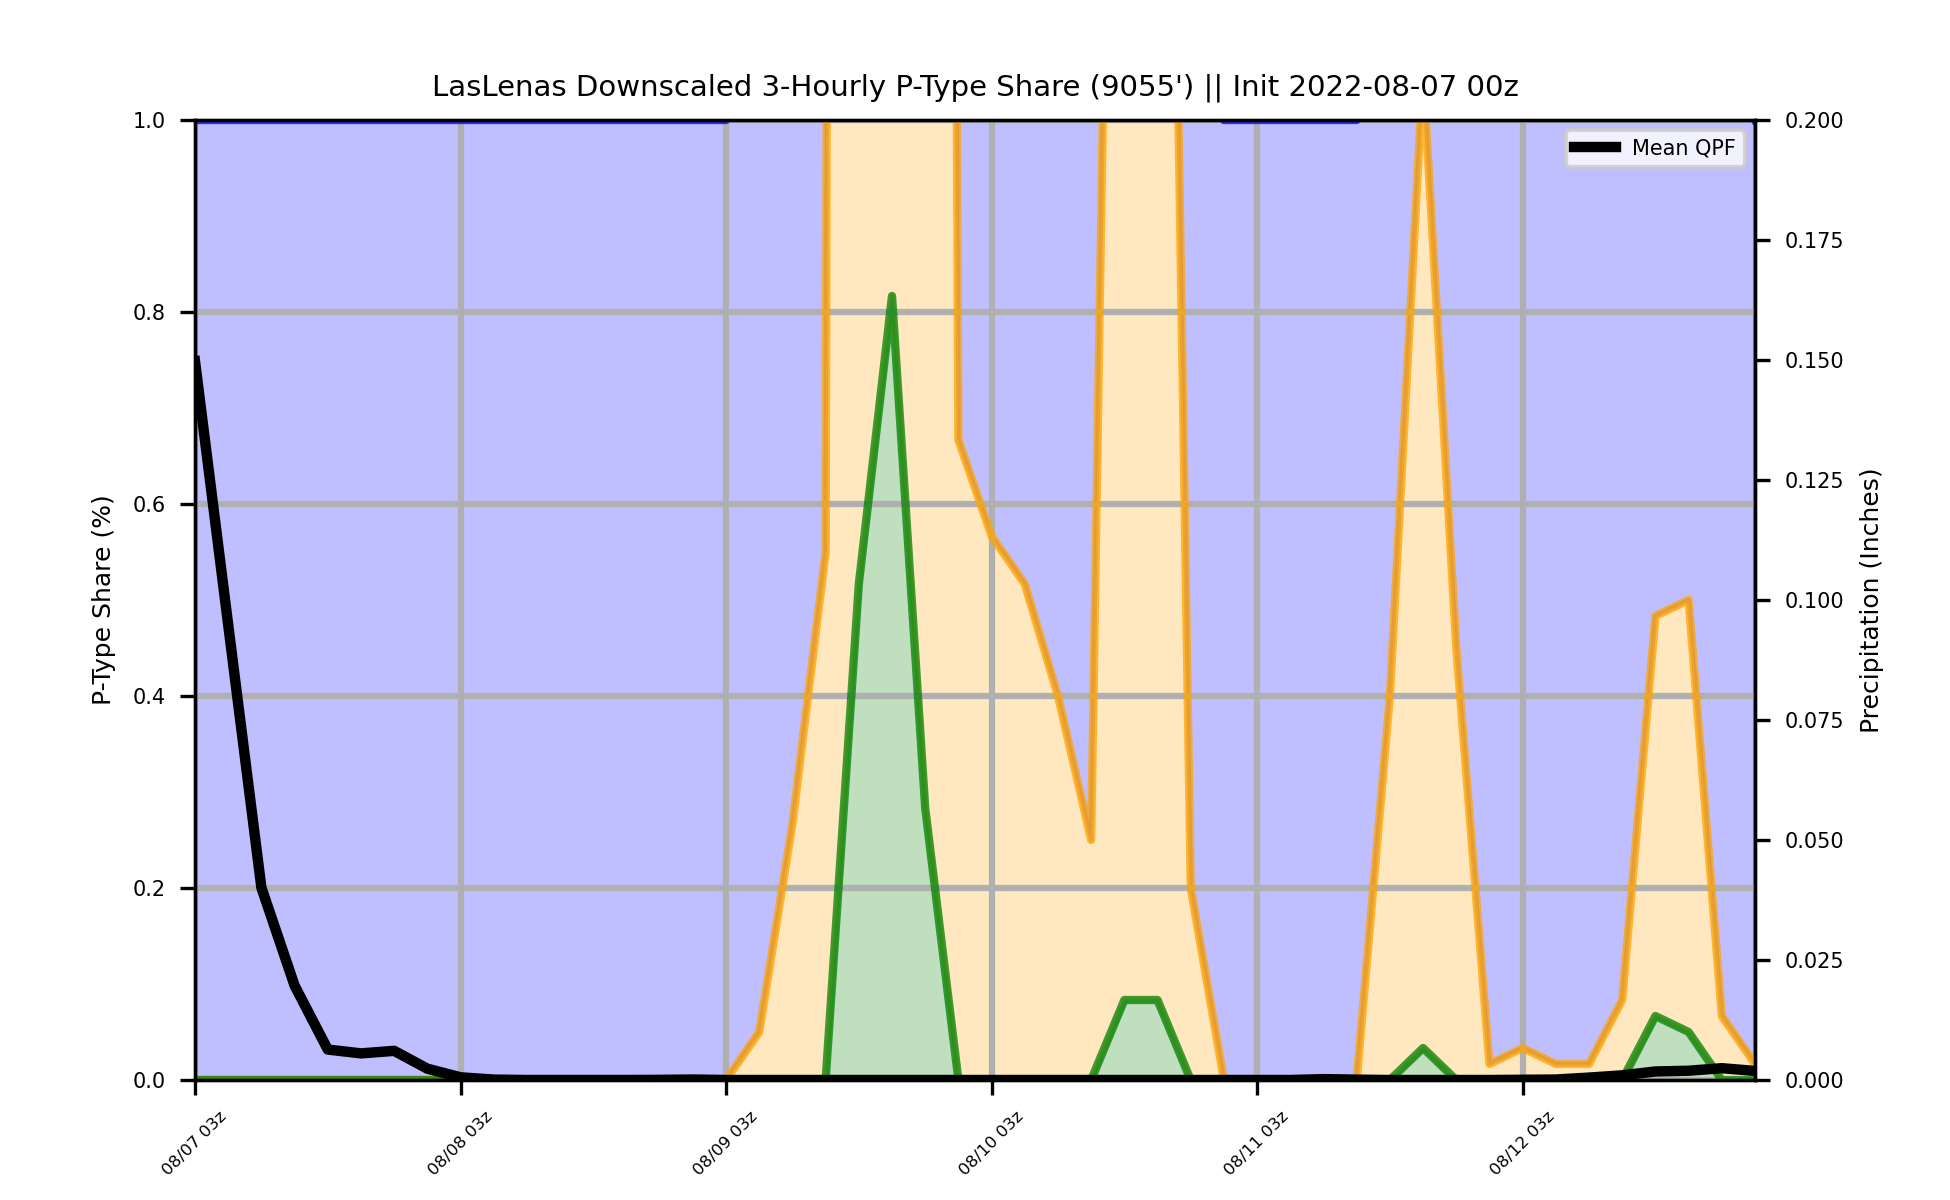 LasLenas Downscaled 3-Hourly P-Type Share (9055') || Init 2022-08-07 00z
Mean QPF
P-Type Share (%)
1.0
0.8
0.6
0.4
0.2
0.0
0.200
0.175
0.150
0.125
0.100
0.075
0.050
0.025
0.000
Precipitation (Inches)
08/07 03z
08/08 03z
08/09 03z
08/10 03z
08/11 03z
08/12 03z